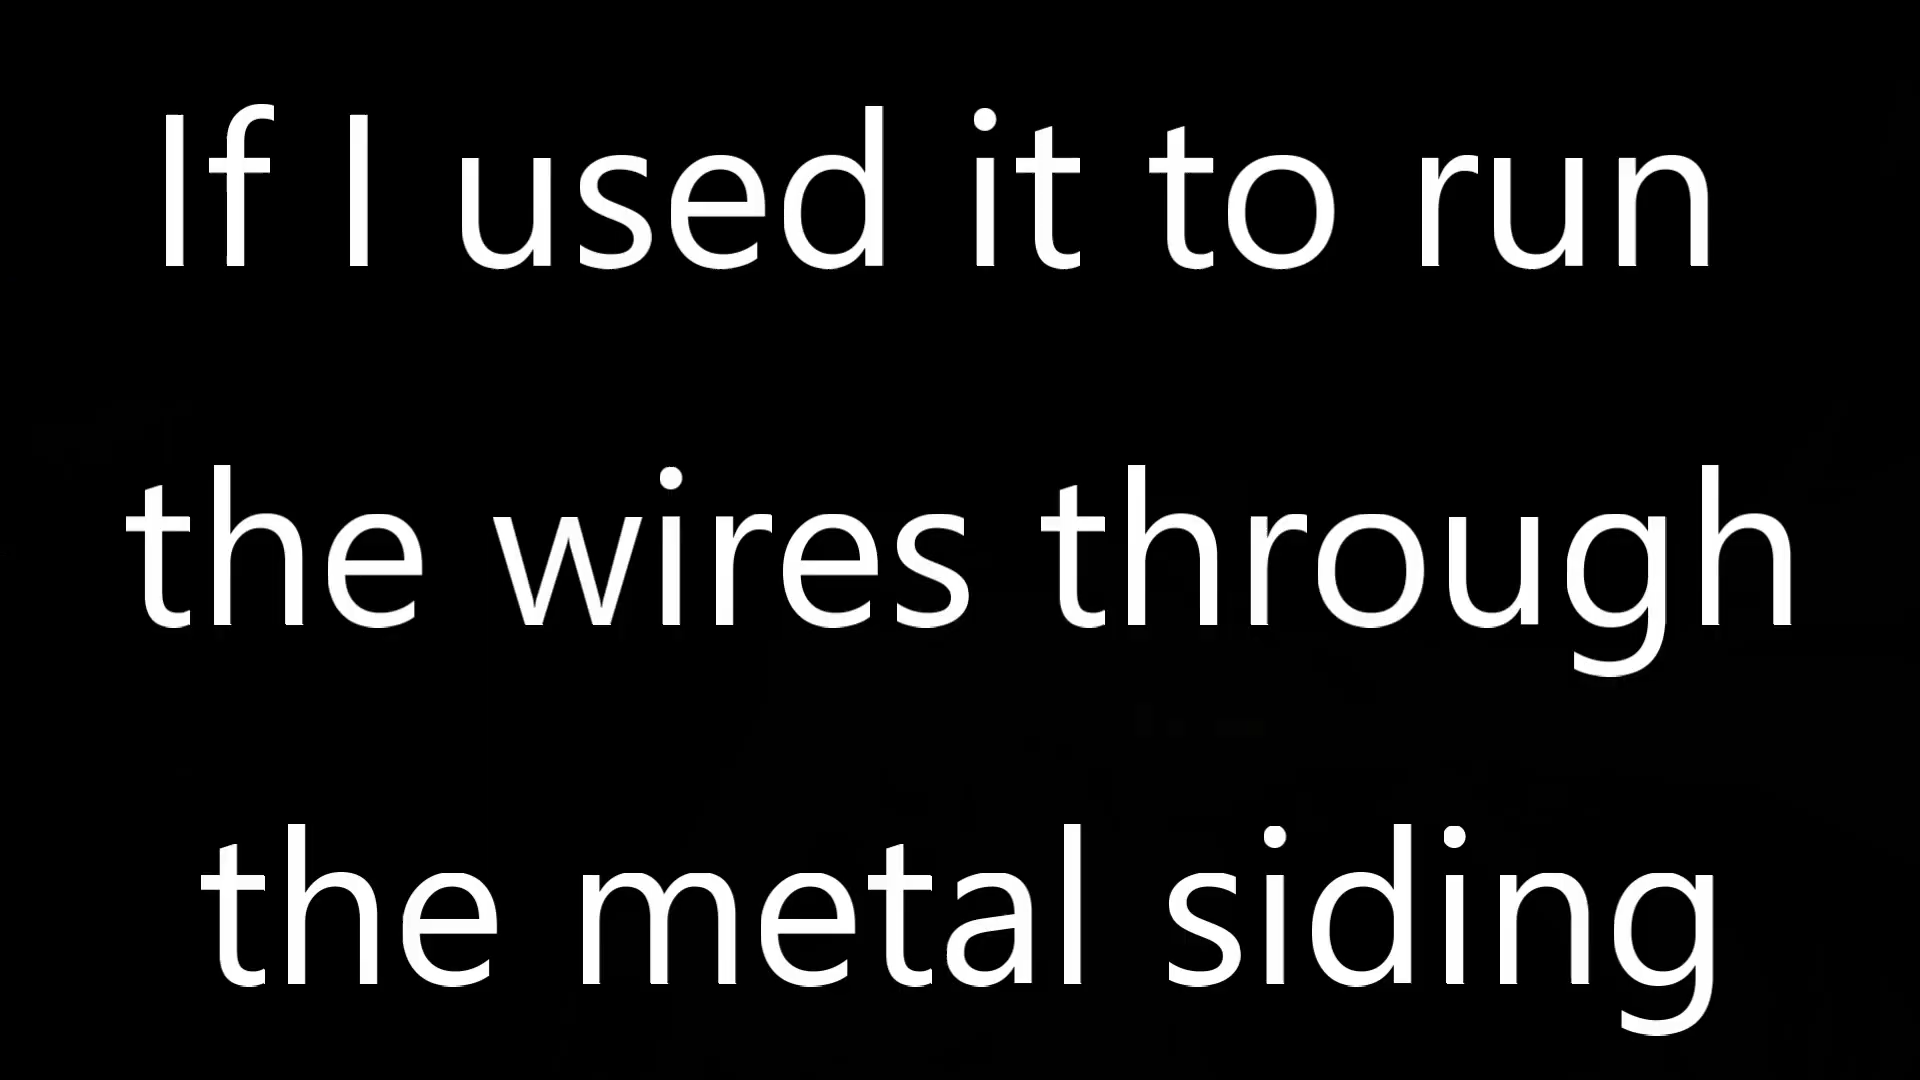 If I used it to run
the wires through
the metal siding